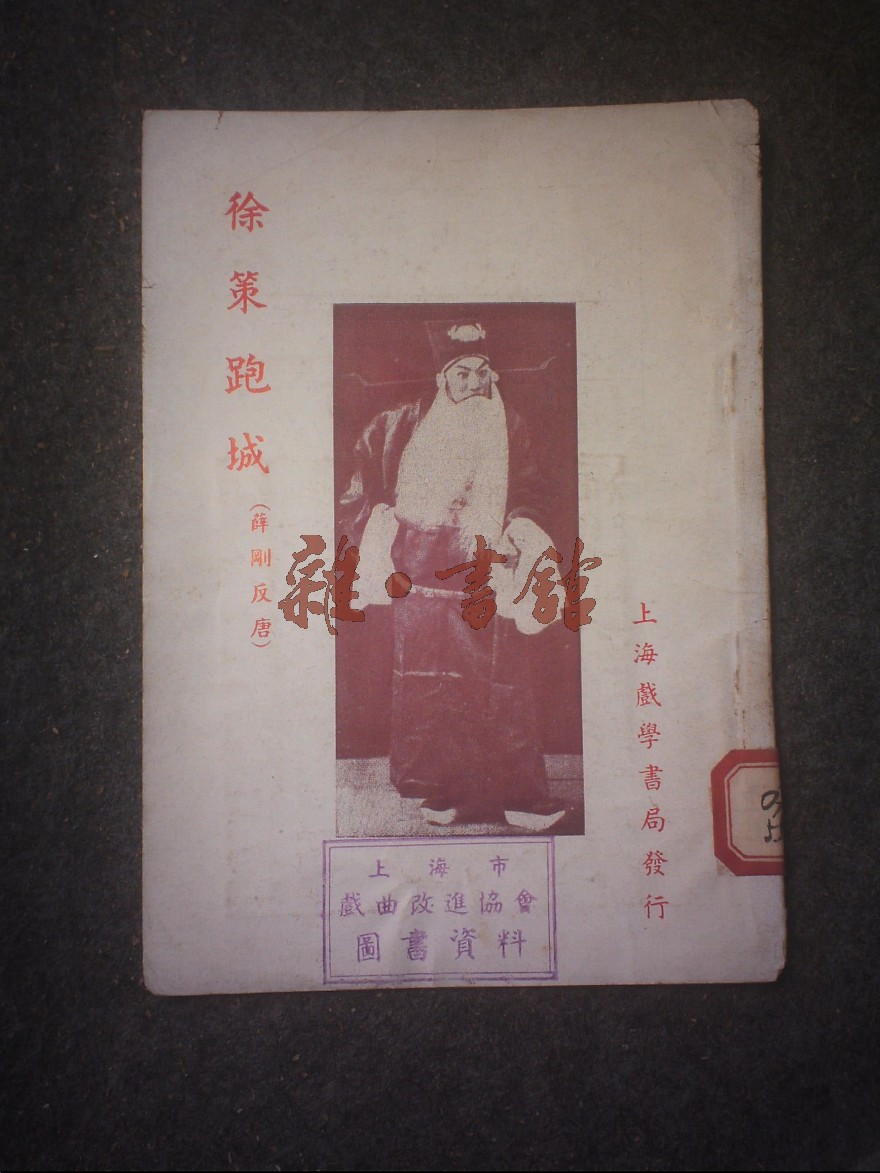 徐策跑城
(薛剛反唐)
雜·書館
上海戲學書局發行
上海市
戲曲改進協會
圖書資料